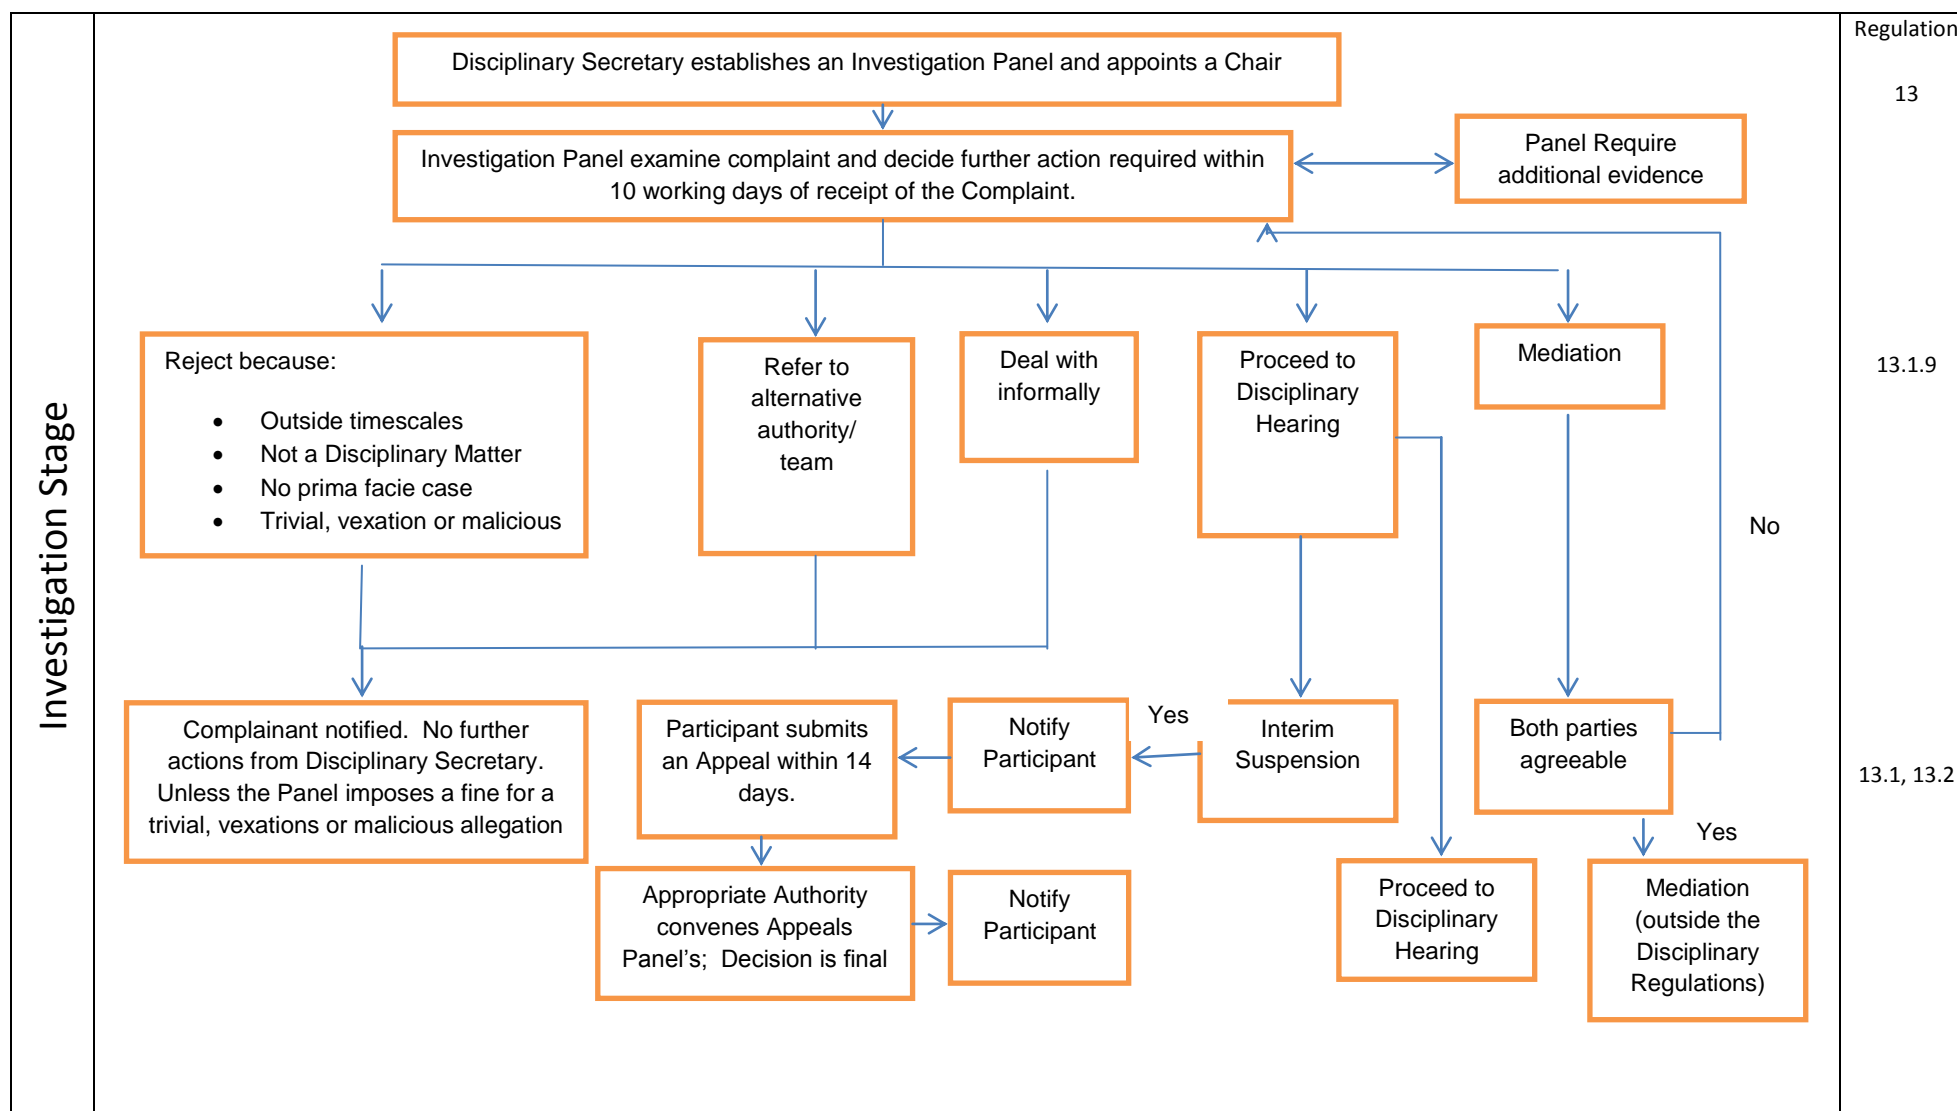 Regulation
Disciplinary Secretary establishes an Investigation Panel and appoints a Chair
13
Investigation Panel examine complaint and decide further action required within
10 working days of receipt of the Complaint.
Panel Require
additional evidence
Investigation Stage
Reject because:
• Outside timescales
• Not a Disciplinary Matter
• No prima facie case
• Trivial, vexation or malicious
Refer to
alternative
authority/
team
Deal with
informally
Proceed to
Disciplinary
Hearing
Mediation
13.1.9
No
Complainant notified. No further
actions from Disciplinary Secretary.
Unless the Panel imposes a fine for a
trivial, vexations or malicious allegation
Participant submits
an Appeal within 14
days.
Notify
Participant
Yes
Interim
Suspension
Both parties
agreeable
13.1, 13.2
Yes
Appropriate Authority
convenes Appeals
Panel's; Decision is final
Notify
Participant
Proceed to
Disciplinary
Hearing
Mediation
(outside the
Disciplinary
Regulations)